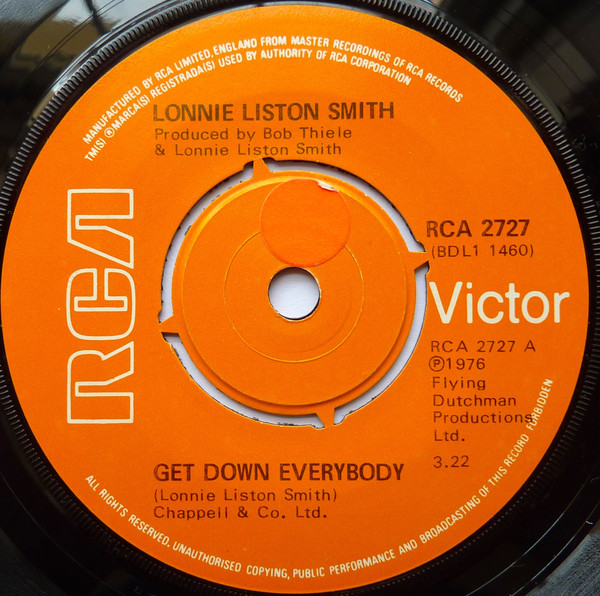 MANUFACTURED BY RCA LIMITED, ENGLAND FROM MASTER RECORDINGS OF RCA RECORDS
TM(S) ® MARCA(S) REGISTRADA(S) USED BY AUTHORITY OF RCA CORPORATION
LONNIE LISTON SMITH
Produced by Bob Thiele
& Lonnie Liston Smith
RCA
RCA 2727
(BDL1 1460)
Victor
RCA 2727 A
℗1976
Flying
Dutchman
Productions
Ltd.
3.22
GET DOWN EVERYBODY
(Lonnie Liston Smith)
Chappell & Co. Ltd.
ALL RIGHTS RESERVED. UNAUTHORISED COPYING, PUBLIC PERFORMANCE AND BROADCASTING OF THIS RECORD FORBIDDEN